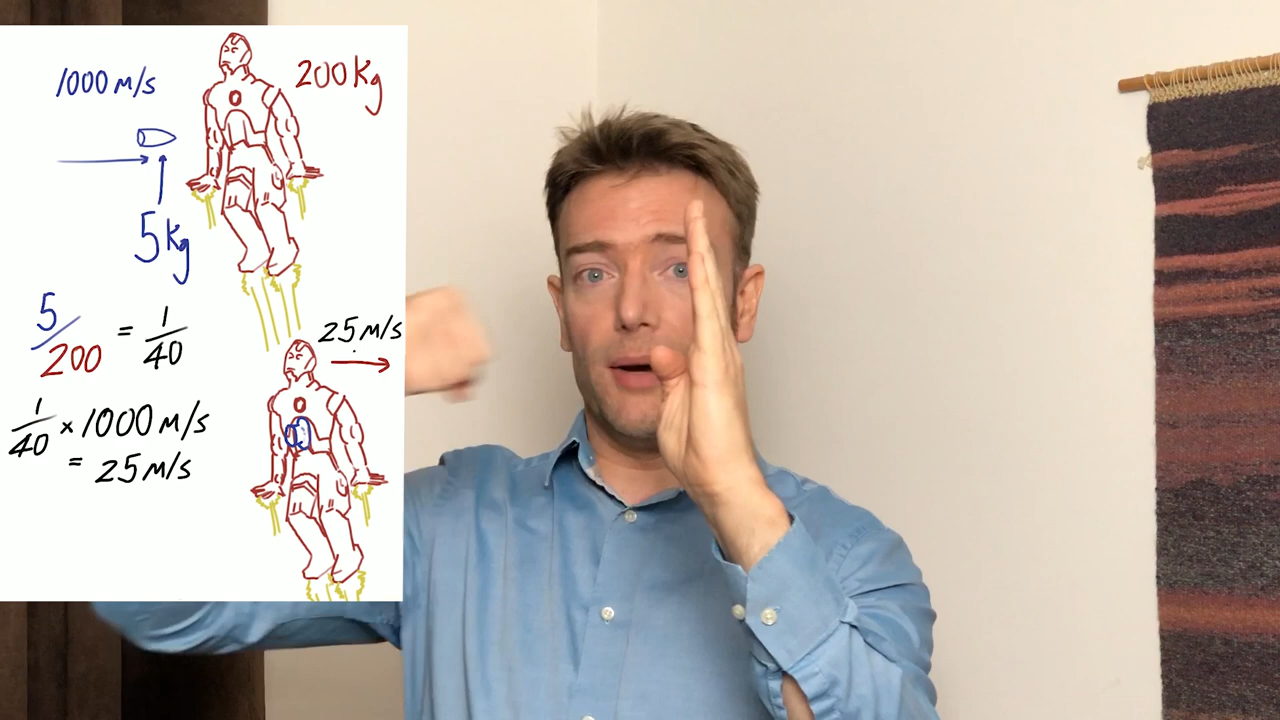 1000 m/s
200 Kg
5 Kg
5/200 = 1/40
25 m/s
1/40 × 1000 m/s
= 25 m/s